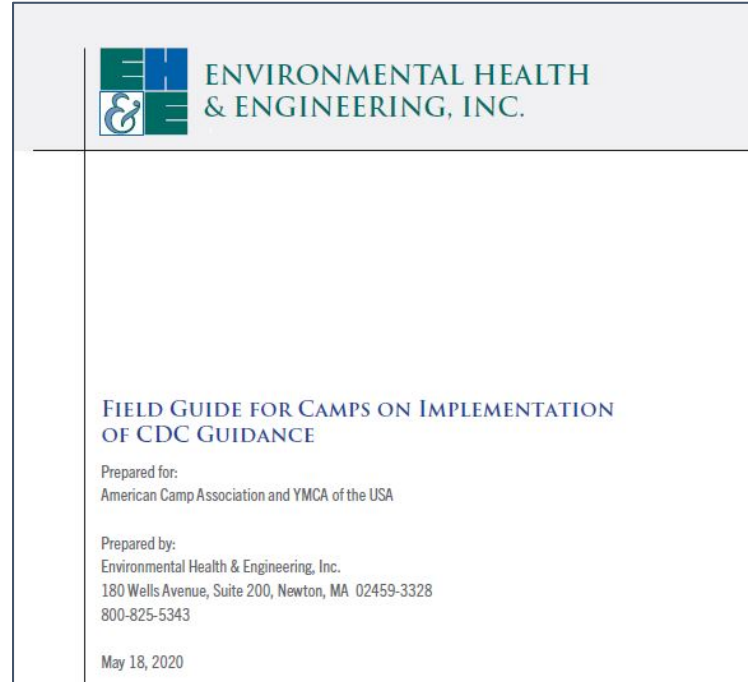 EH
&E
ENVIRONMENTAL HEALTH
& ENGINEERING, INC.
FIELD GUIDE FOR CAMPS ON IMPLEMENTATION
OF CDC GUIDANCE
Prepared for:
American Camp Association and YMCA of the USA
Prepared by:
Environmental Health & Engineering, Inc.
180 Wells Avenue, Suite 200, Newton, MA 02459-3328
800-825-5343
May 18, 2020